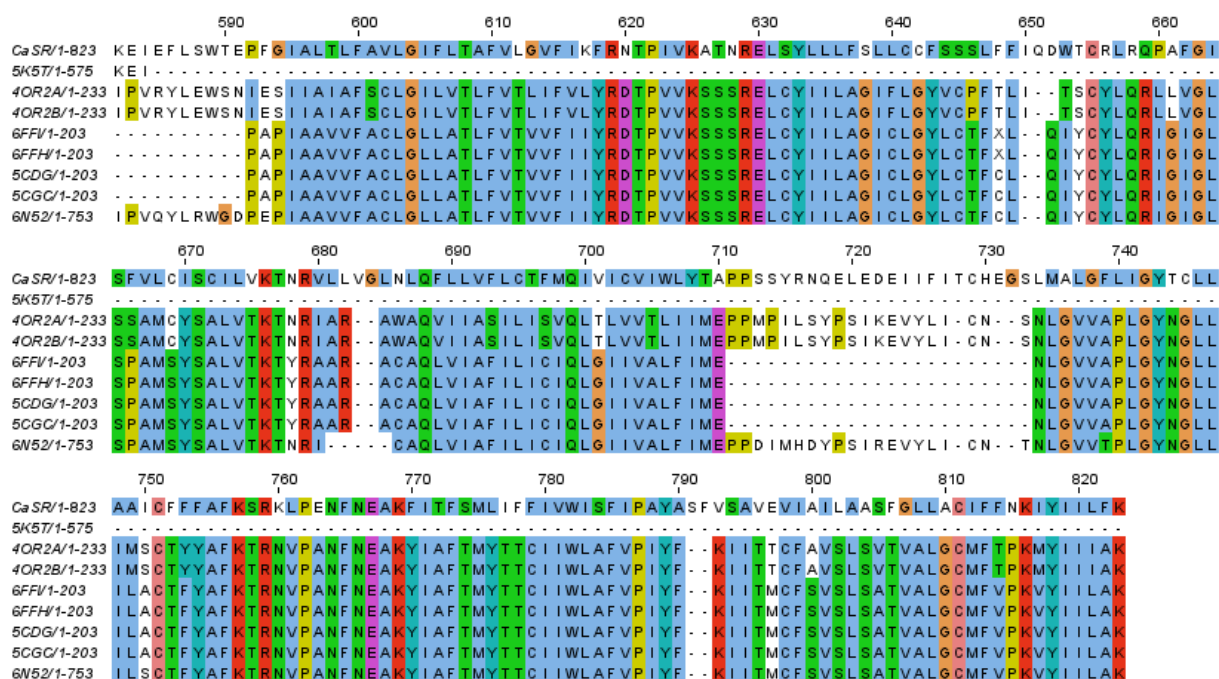 590 600 610 620 630 640 650 660
CaSR/1-823 KEIEFLSWTEPFGIALTLFAVLGIFLTAFVLGVFIKFRNTPIVKATNRELSYLLLFSLLCCFSSSLFFIQDWTCRLRQPAFGI
5K5T/1-575 KEI--------------------------------------------------------------------------------
4OR2A/1-233 IPVRYLEWSNIESIIAIAFSCLGILVTLFVTLIFVLYRDTPVVKSSSRELCYIILAGIFLGYVCPFTLI--TSCYLQRLLVGL
4OR2B/1-233 IPVRYLEWSNIESIIAIAFSCLGILVTLFVTLIFVLYRDTPVVKSSSRELCYIILAGIFLGYVCPFTLI--TSCYLQRLLVGL
6FFI/1-203 ----------PAPIAAVVFACLGLLATLFVTVVFIIYRDTPVVKSSSRELCYIILAGICLGYLCTFXL--QIYCYLQRIGIGL
6FFH/1-203 ----------PAPIAAVVFACLGLLATLFVTVVFIIYRDTPVVKSSSRELCYIILAGICLGYLCTFXL--QIYCYLQRIGIGL
5CDG/1-203 ----------PAPIAAVVFACLGLLATLFVTVVFIIYRDTPVVKSSSRELCYIILAGICLGYLCTFCL--QIYCYLQRIGIGL
5CGC/1-203 ----------PAPIAAVVFACLGLLATLFVTVVFIIYRDTPVVKSSSRELCYIILAGICLGYLCTFCL--QIYCYLQRIGIGL
6N52/1-753 IPVQYLRWGDPEPIAAVVFACLGLLATLFVTVVFIIYRDTPVVKSSSRELCYIILAGICLGYLCTFCL--QIYCYLQRIGIGL
670 680 690 700 710 720 730 740
CaSR/1-823 SFVLCISCILVKTNRVLLVGLNLQFLLVFLCTFMQIVICVIWLYTAPPSSYRNQELEDEIIFITCHEGSLMALGFLIGYTCLL
5K5T/1-575 -----------------------------------------------------------------------------------
4OR2A/1-233 SSAMCYSALVTKTNRIAR--AWAQVIIASILISVQLTLVVTLIIMEPPMPILSYPSIKEVYLI-CN--SNLGVVAPLGYNGLL
4OR2B/1-233 SSAMCYSALVTKTNRIAR--AWAQVIIASILISVQLTLVVTLIIMEPPMPILSYPSIKEVYLI-CN--SNLGVVAPLGYNGLL
6FFI/1-203 SPAMSYSALVTKTYRAAR--ACAQLVIAFILICIQLGIIVALFIME-----------------------NLGVVAPLGYNGLL
6FFH/1-203 SPAMSYSALVTKTYRAAR--ACAQLVIAFILICIQLGIIVALFIME-----------------------NLGVVAPLGYNGLL
5CDG/1-203 SPAMSYSALVTKTYRAAR--ACAQLVIAFILICIQLGIIVALFIME-----------------------NLGVVAPLGYNGLL
5CGC/1-203 SPAMSYSALVTKTYRAAR--ACAQLVIAFILICIQLGIIVALFIME-----------------------NLGVVAPLGYNGLL
6N52/1-753 SPAMSYSALVTKTNRI-----CAQLVIAFILICIQLGIIVALFIMEPPDIMHDYPSIREVYLI-CN--TNLGVVTPLGYNGLL
750 760 770 780 790 800 810 820
CaSR/1-823 AAICFFFAFKSRKLPENFNEAKFITFSMLIFFIVWISFIPAYASFVSAVEVIAILAASFGLLACIFFNKIYIILFK
5K5T/1-575 ----------------------------------------------------------------------------
4OR2A/1-233 IMSCTYYAFKTRNVPANFNEAKYIAFTMYTTCIIWLAFVPIYF--KIITTCFAVSLSVTVALGCMFTPKMYIIIAK
4OR2B/1-233 IMSCTYYAFKTRNVPANFNEAKYIAFTMYTTCIIWLAFVPIYF--KIITTCFAVSLSVTVALGCMFTPKMYIIIAK
6FFI/1-203 ILACTFYAFKTRNVPANFNEAKYIAFTMYTTCIIWLAFVPIYF--KIITMCFSVSLSATVALGCMFVPKVYIILAK
6FFH/1-203 ILACTFYAFKTRNVPANFNEAKYIAFTMYTTCIIWLAFVPIYF--KIITMCFSVSLSATVALGCMFVPKVYIILAK
5CDG/1-203 ILACTFYAFKTRNVPANFNEAKYIAFTMYTTCIIWLAFVPIYF--KIITMCFSVSLSATVALGCMFVPKVYIILAK
5CGC/1-203 ILACTFYAFKTRNVPANFNEAKYIAFTMYTTCIIWLAFVPIYF--KIITMCFSVSLSATVALGCMFVPKVYIILAK
6N52/1-753 ILSCTFYAFKTRNVPANFNEAKYIAFTMYTTCIIWLAFVPIYF--KIITMCFSVSLSATVALGCMFVPKVYIILAK